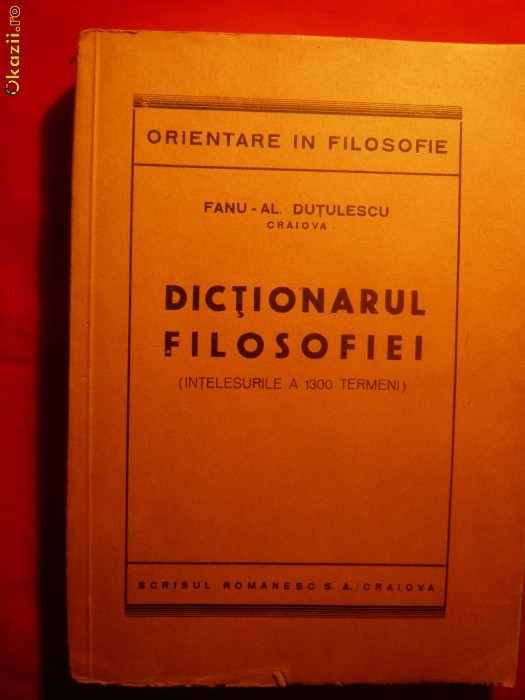 Okazii.ro
ORIENTARE IN FILOSOFIE
FANU-AL. DUȚULESCU
CRAIOVA
DICȚIONARUL
FILOSOFIEI
(INȚELESURILE A 1300 TERMENI)
SCRISUL ROMANESC S. A./CRAIOVA